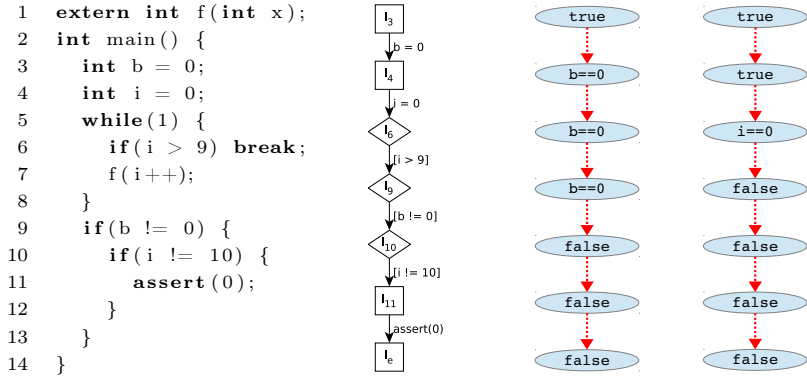 1 extern int f(int x);
2 int main() {
3 int b = 0;
4 int i = 0;
5 while(1) {
6 if(i > 9) break;
7 f(i++);
8 }
9 if(b != 0) {
10 if(i != 10) {
11 assert(0);
12 }
13 }
14 }
l3
b = 0
l4
i = 0
l6
[i > 9]
l9
[b != 0]
l10
[i != 10]
l11
assert(0)
le
true
b==0
b==0
b==0
false
false
false
true
true
i==0
false
false
false
false